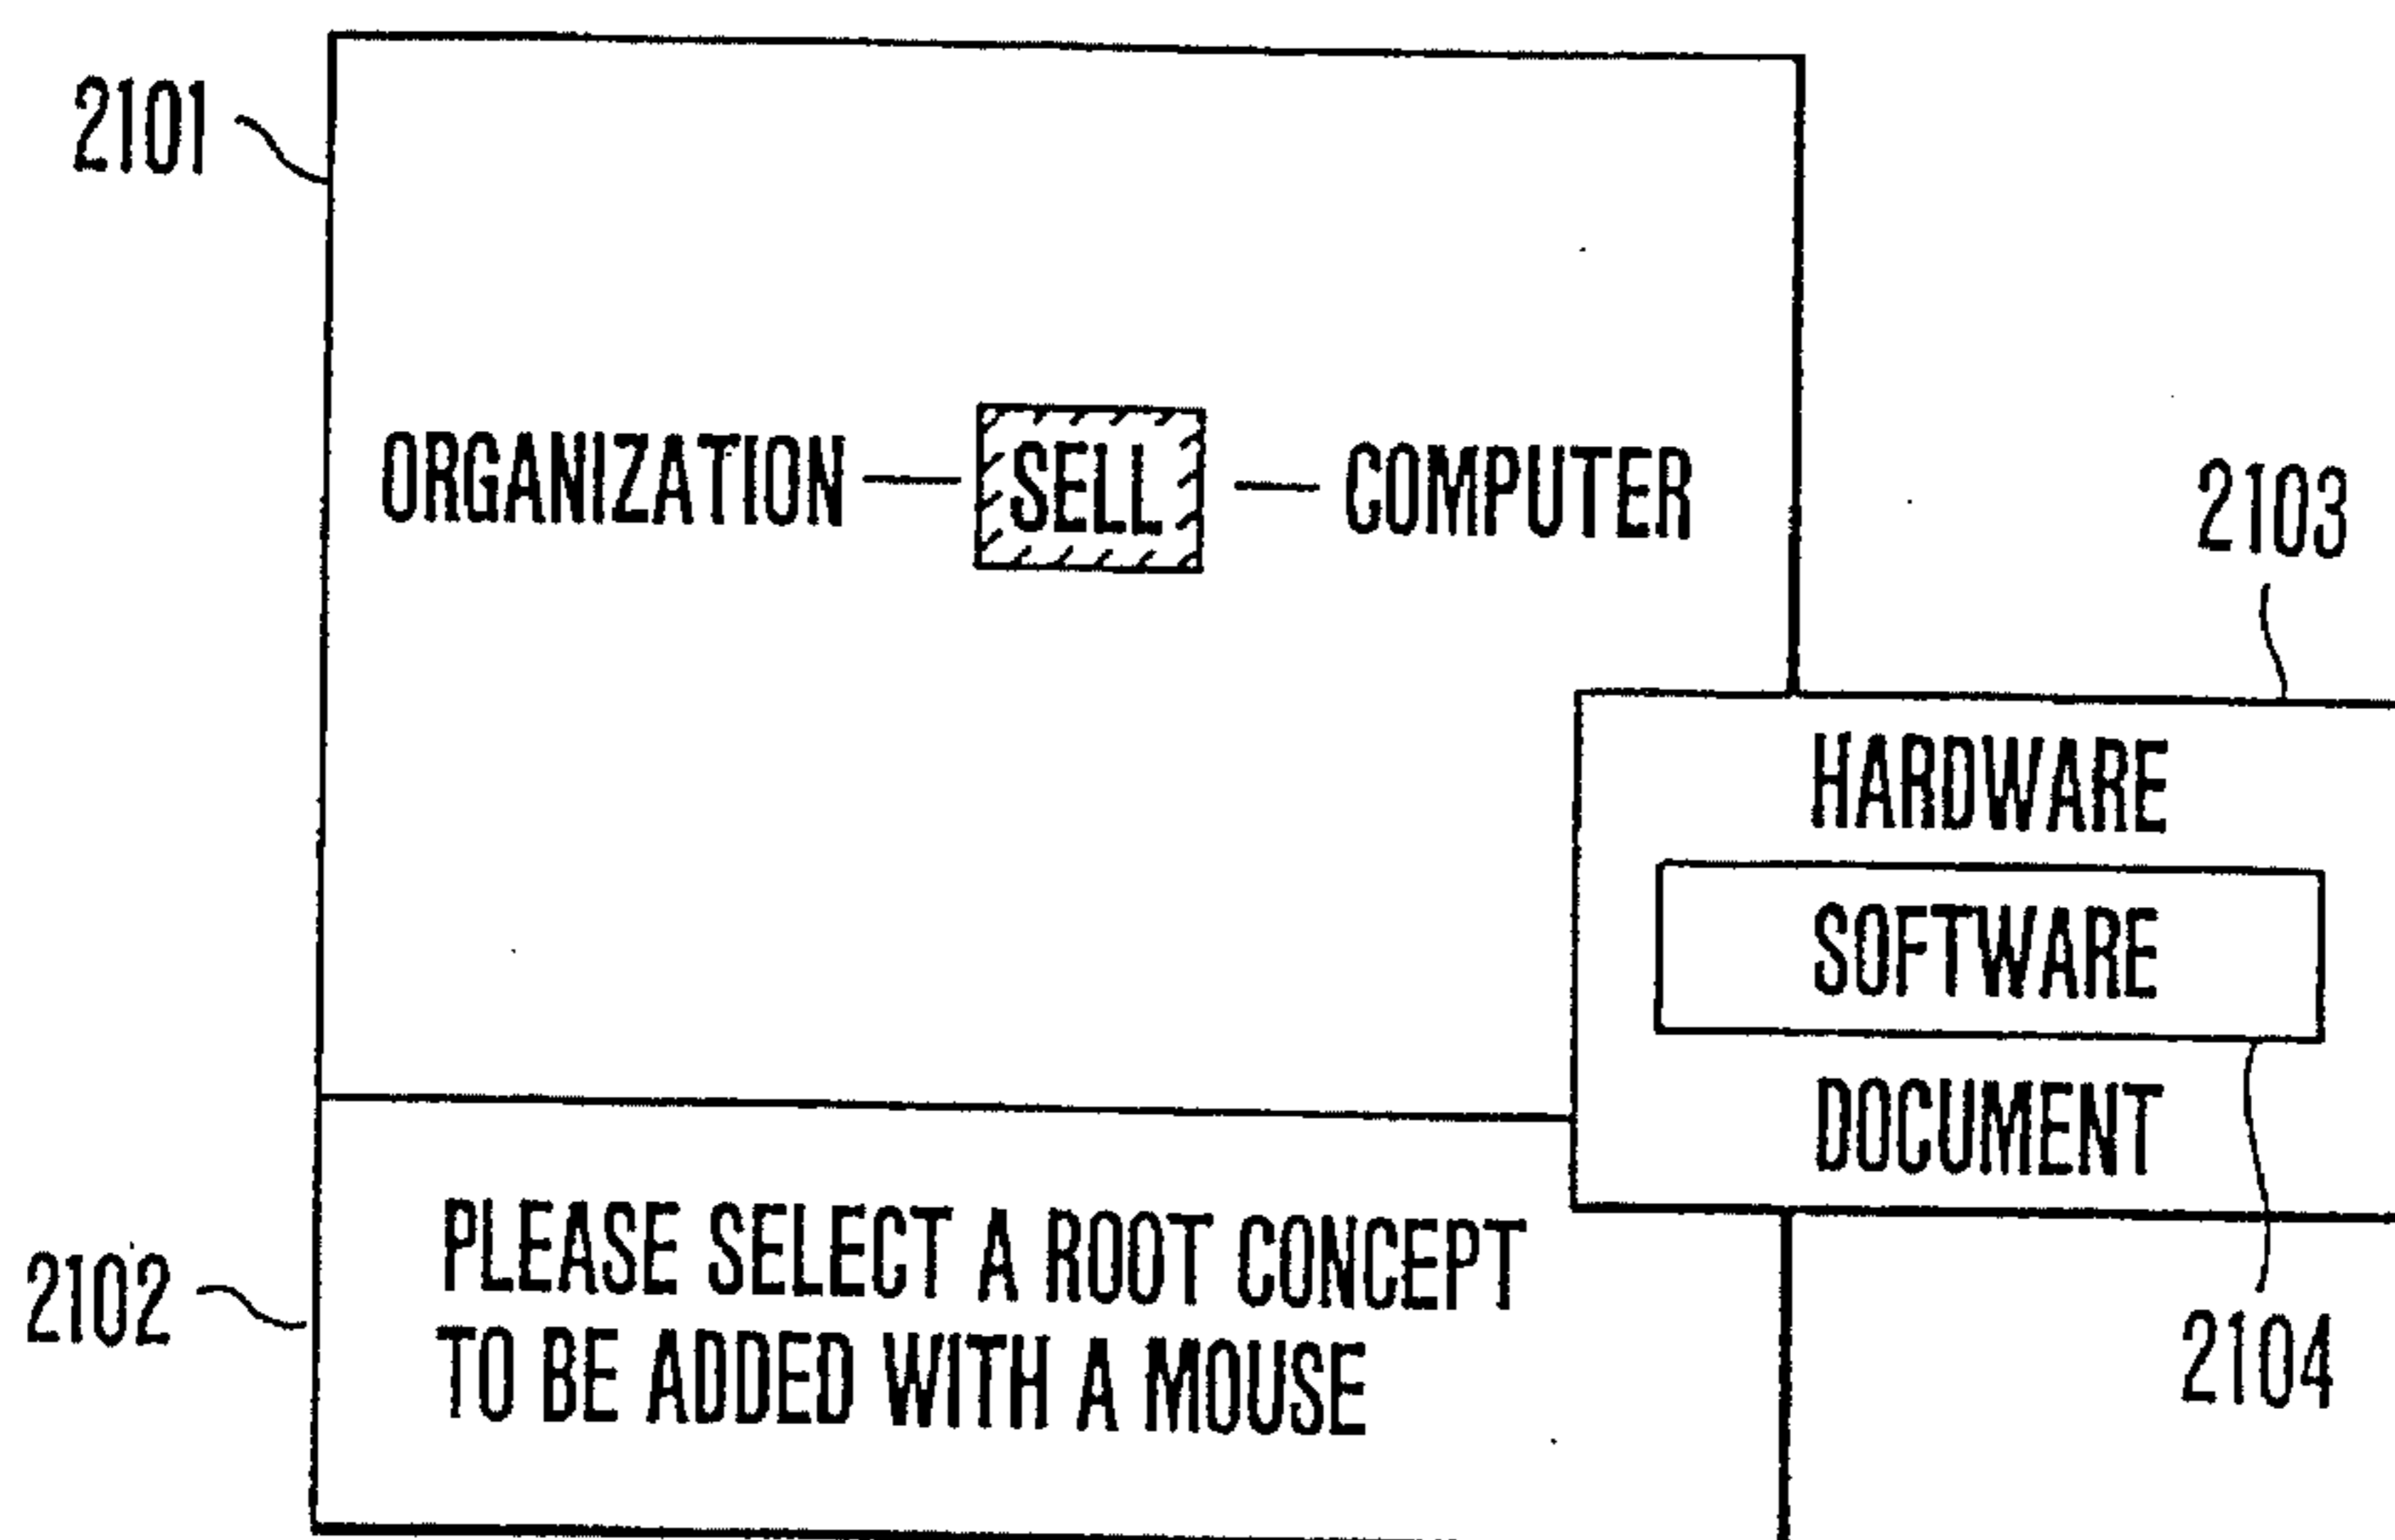 2101
ORGANIZATION — SELL — COMPUTER
2103
HARDWARE
SOFTWARE
DOCUMENT
2102
PLEASE SELECT A ROOT CONCEPT
TO BE ADDED WITH A MOUSE
2104